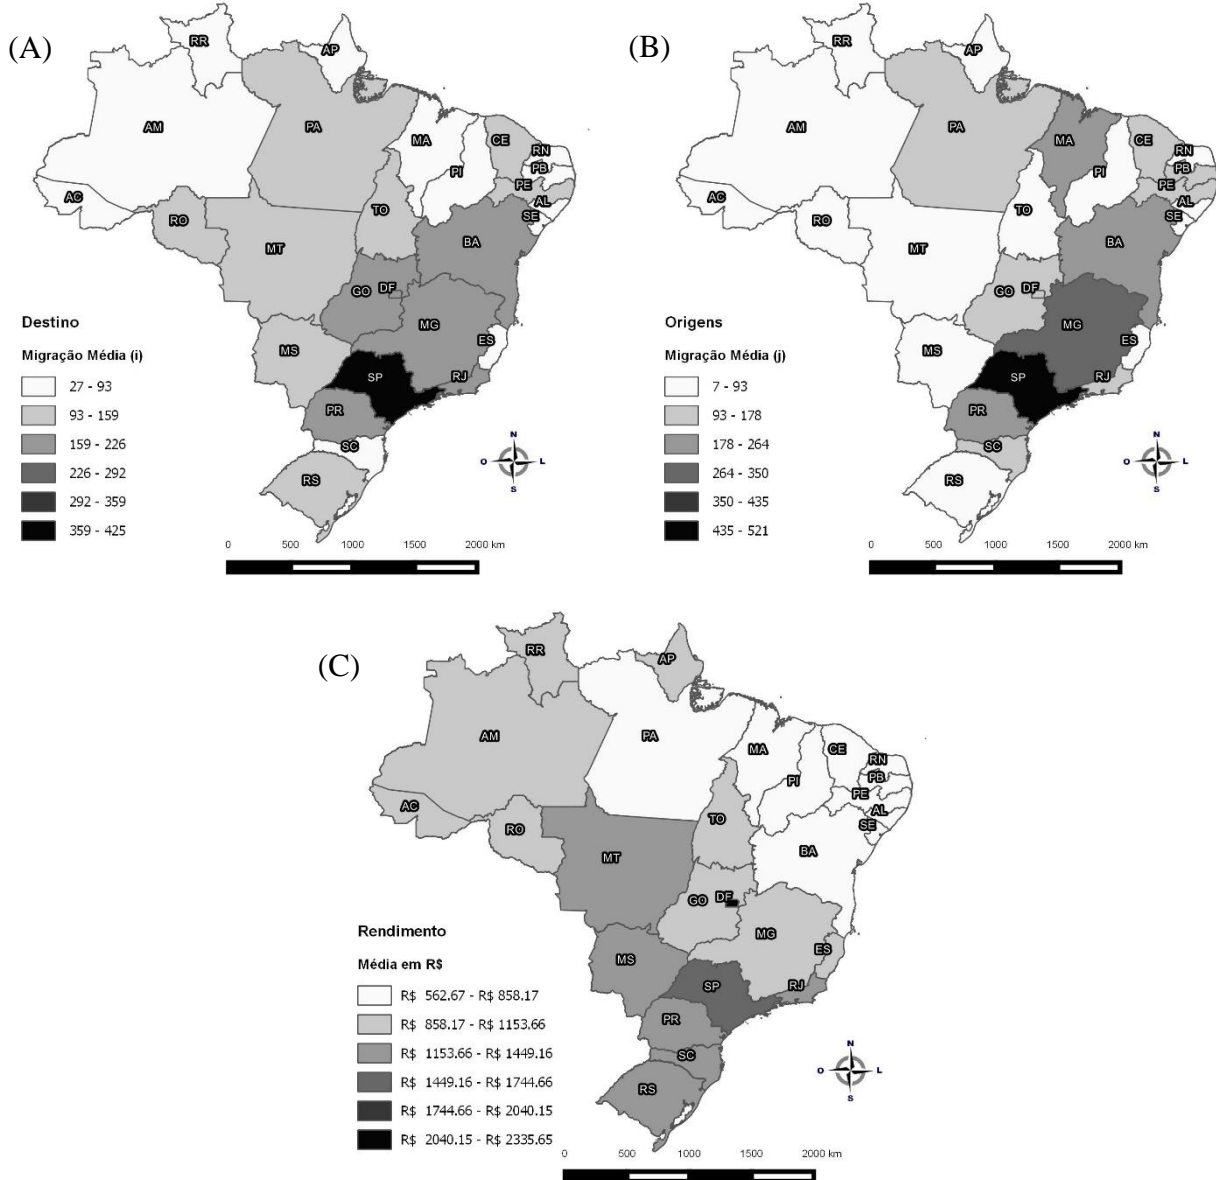 (A)
RR
AP
AM
PA
MA
CE
RN
PB
PI
PE
AL
SE
AC
RO
TO
BA
MT
GO
DF
MG
ES
MS
SP
RJ
PR
SC
RS
Destino
Migração Média (i)
27 - 93
93 - 159
159 - 226
226 - 292
292 - 359
359 - 425
N
O L
S
0 500 1000 1500 2000 km
(B)
RR
AP
AM
PA
MA
CE
RN
PB
PI
PE
AL
SE
AC
RO
TO
BA
MT
GO
DF
MG
ES
MS
SP
RJ
PR
SC
RS
Origens
Migração Média (j)
7 - 93
93 - 178
178 - 264
264 - 350
350 - 435
435 - 521
N
O L
S
0 500 1000 1500 2000 km
(C)
RR
AP
AM
PA
MA
CE
RN
PB
PI
PE
AL
SE
AC
RO
TO
BA
MT
GO
DF
MG
ES
MS
SP
RJ
PR
SC
RS
Rendimento
Média em R$
R$ 562.67 - R$ 858.17
R$ 858.17 - R$ 1153.66
R$ 1153.66 - R$ 1449.16
R$ 1449.16 - R$ 1744.66
R$ 1744.66 - R$ 2040.15
R$ 2040.15 - R$ 2335.65
N
O L
S
0 500 1000 1500 2000 km